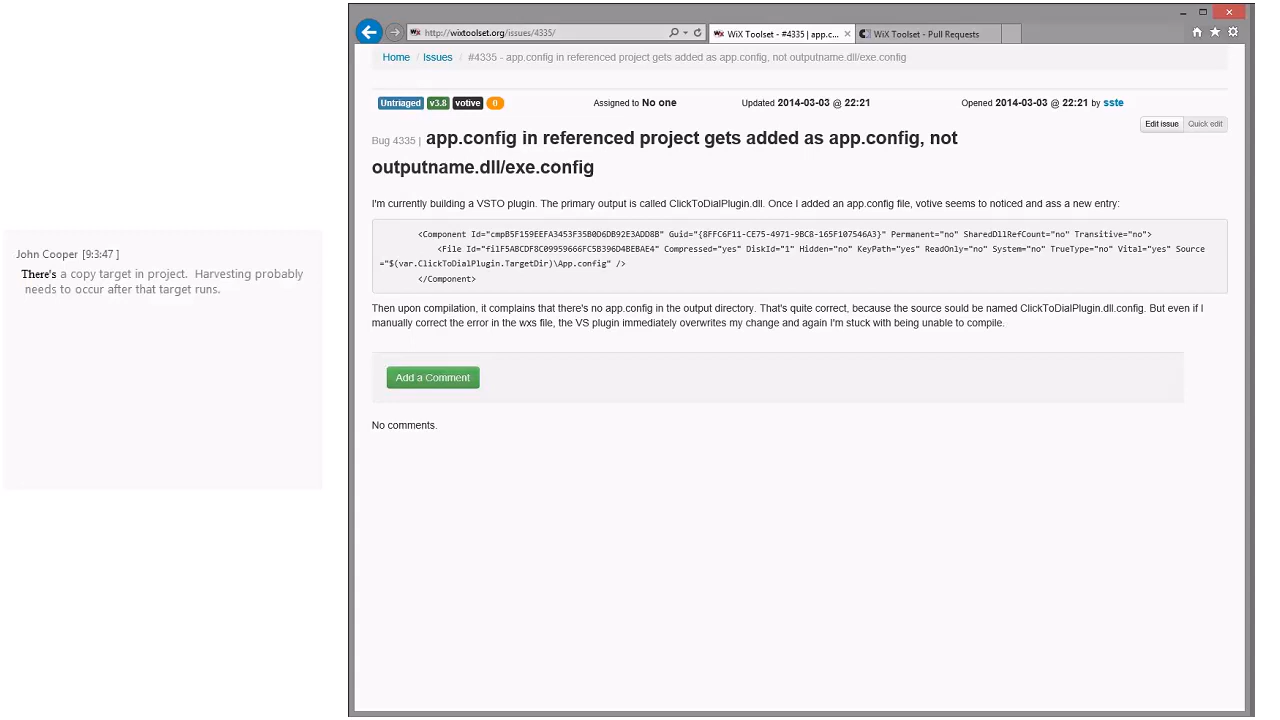 John Cooper [9:3:47 ]
There's a copy target in project.  Harvesting probably
needs to occur after that target runs.
http://wixtoolset.org/issues/4335/
WiX Toolset - #4335 | app.c...
WiX Toolset - Pull Requests
Home / Issues / #4335 - app.config in referenced project gets added as app.config, not outputname.dll/exe.config
Untriaged v3.8 votive 0 Assigned to No one Updated 2014-03-03 @ 22:21 Opened 2014-03-03 @ 22:21 by sste
Edit issue Quick edit
Bug 4335 | app.config in referenced project gets added as app.config, not
outputname.dll/exe.config
I'm currently building a VSTO plugin. The primary output is called ClickToDialPlugin.dll. Once I added an app.config file, votive seems to noticed and ass a new entry:
<Component Id="cmpB5F159EEFA3453F35B0D6DB92E3ADD8B" Guid="{8FFC6F11-CE75-4971-9BC8-165F107546A3}" Permanent="no" SharedDllRefCount="no" Transitive="no">
<File Id="filF5ABCDF8C09959666FC5B396D4BEBAE4" Compressed="yes" DiskId="1" Hidden="no" KeyPath="yes" ReadOnly="no" System="no" TrueType="no" Vital="yes" Source
="$(var.ClickToDialPlugin.TargetDir)\App.config" />
</Component>
Then upon compilation, it complains that there's no app.config in the output directory. That's quite correct, because the source sould be named ClickToDialPlugin.dll.config. But even if I
manually correct the error in the wxs file, the VS plugin immediately overwrites my change and again I'm stuck with being unable to compile.
Add a Comment
No comments.